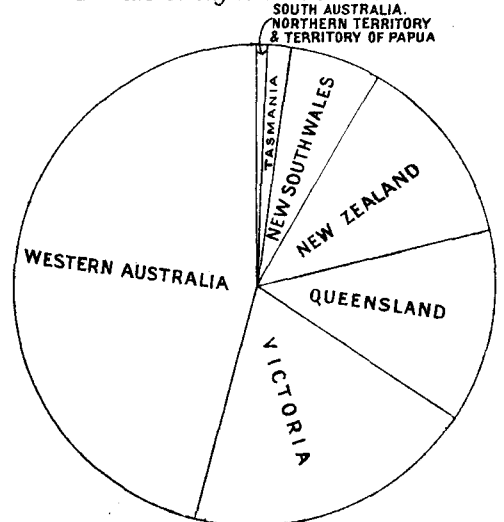 SOUTH AUSTRALIA.
NORTHERN TERRITORY
& TERRITORY OF PAPUA
TASMANIA
NEW SOUTH WALES
NEW ZEALAND
WESTERN AUSTRALIA
QUEENSLAND
VICTORIA